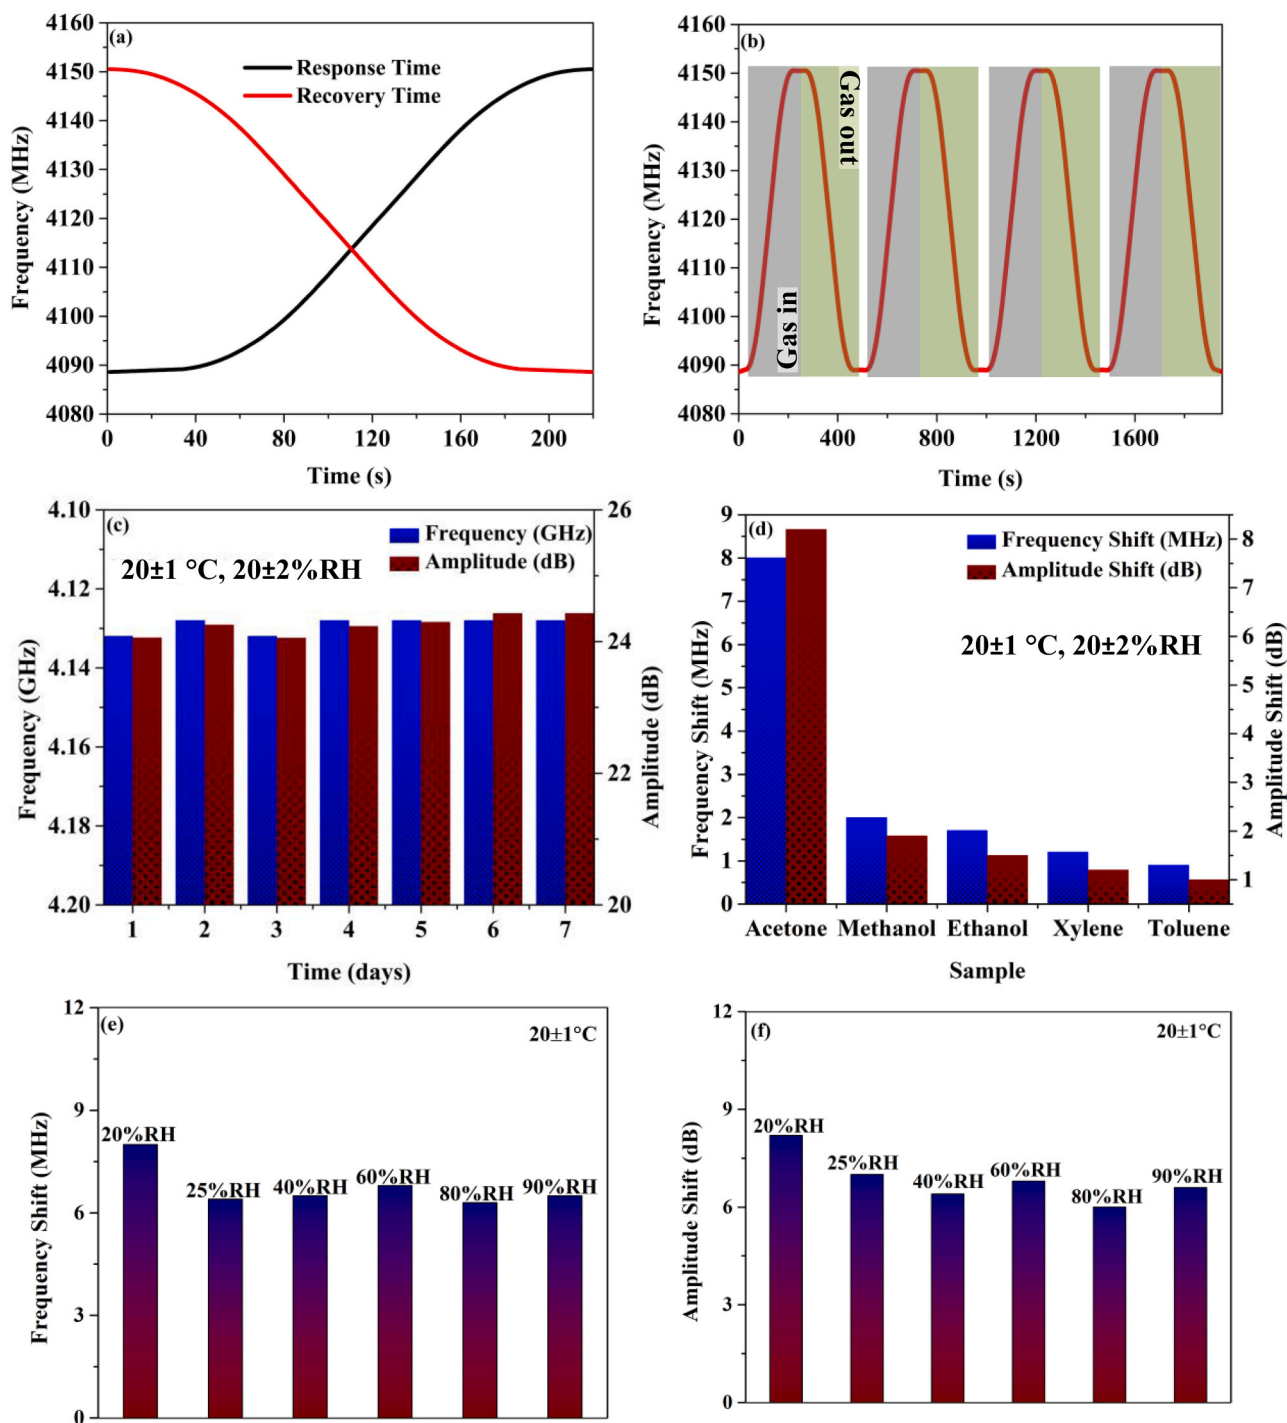 (a)
Response Time
Recovery Time
4160
4150
4140
4130
4120
4110
4100
4090
4080
Frequency (MHz)
0 40 80 120 160 200
Time (s)
(b)
Gas out
Gas in
4160
4150
4140
4130
4120
4110
4100
4090
4080
Frequency (MHz)
0 400 800 1200 1600
Time (s)
(c)
Frequency (GHz)
Amplitude (dB)
20±1 °C, 20±2%RH
4.10
4.12
4.14
4.16
4.18
4.20
Frequency (GHz)
26
24
22
20
Amplitude (dB)
1 2 3 4 5 6 7
Time (days)
(d)
Frequency Shift (MHz)
Amplitude Shift (dB)
20±1 °C, 20±2%RH
9
8
7
6
5
4
3
2
1
0
Frequency Shift (MHz)
8
7
6
5
4
3
2
1
Amplitude Shift (dB)
Acetone Methanol Ethanol Xylene Toluene
Sample
(e)
20±1°C
12
9
6
3
0
Frequency Shift (MHz)
20%RH
25%RH
40%RH
60%RH
80%RH
90%RH
(f)
20±1°C
12
9
6
3
0
Amplitude Shift (dB)
20%RH
25%RH
40%RH
60%RH
80%RH
90%RH